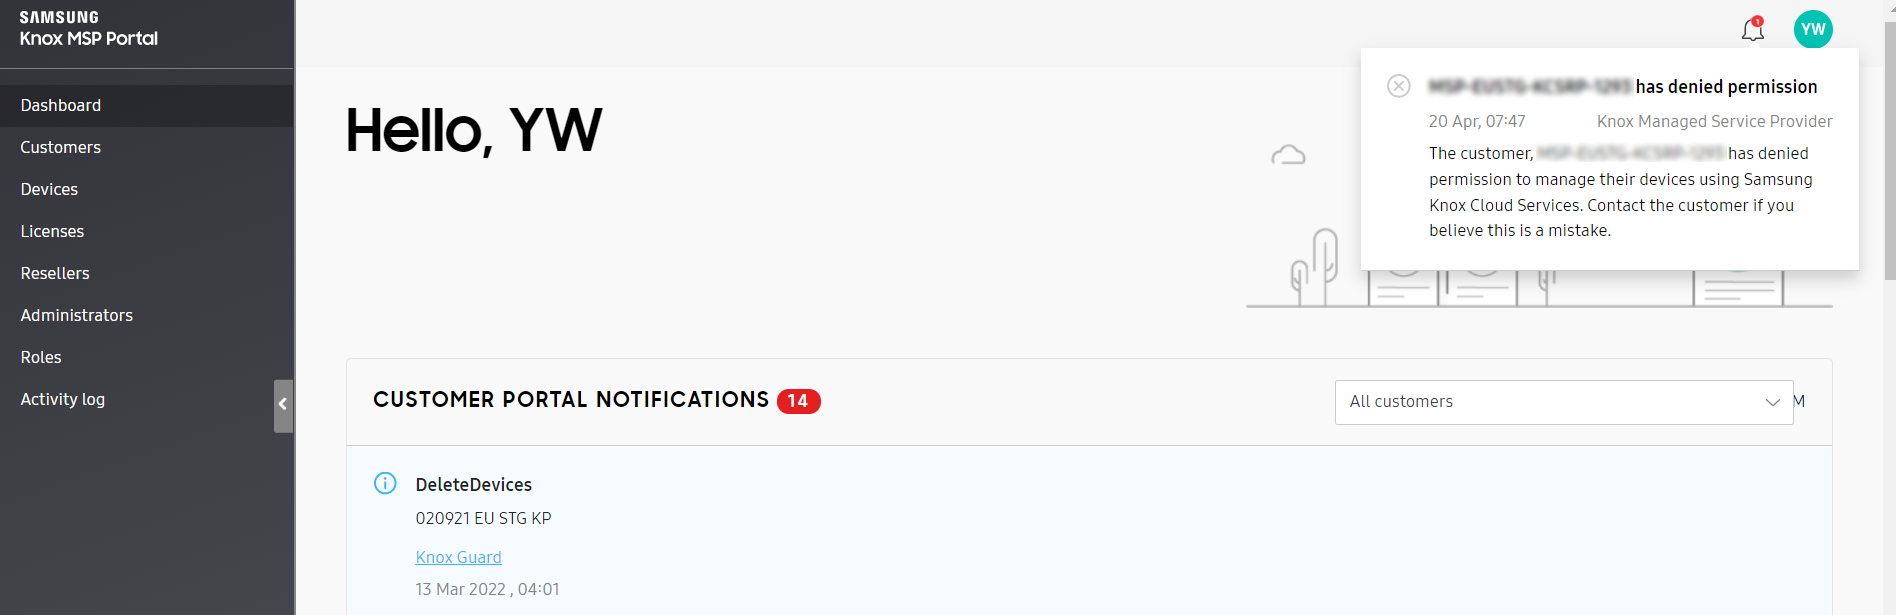 SAMSUNG
Knox MSP Portal
Dashboard
Customers
Devices
Licenses
Resellers
Administrators
Roles
Activity log
1
YW
has denied permission
20 Apr, 07:47 Knox Managed Service Provider
The customer, has denied
permission to manage their devices using Samsung
Knox Cloud Services. Contact the customer if you
believe this is a mistake.
Hello, YW
CUSTOMER PORTAL NOTIFICATIONS 14
All customers
M
DeleteDevices
020921 EU STG KP
Knox Guard
13 Mar 2022 , 04:01